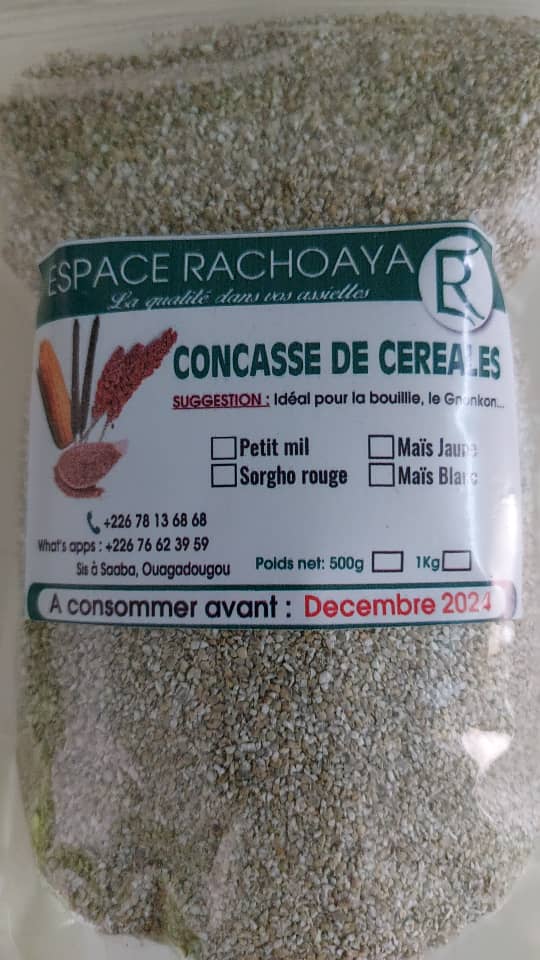 ESPACE RACHOAYA
La qualité dans vos assiettes
CONCASSE DE CEREALES
SUGGESTION : Idéal pour la bouillie, le Gnonkon...
Petit mil
Maïs Jaune
Sorgho rouge
Maïs Blanc
+226 78 13 68 68
What's apps : +226 76 62 39 59
Sis à Saaba, Ouagadougou
Poids net: 500g
1Kg
A consommer avant : Decembre 2024